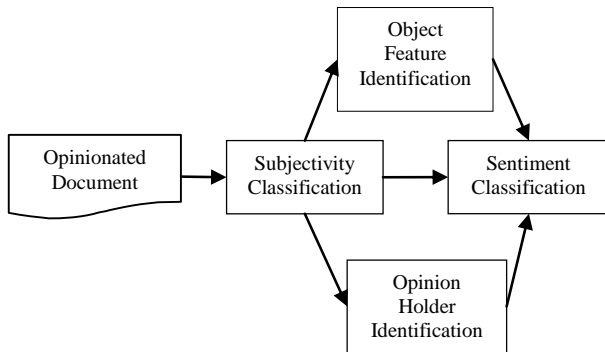 Object
Feature
Identification
Opinionated
Document
Subjectivity
Classification
Sentiment
Classification
Opinion
Holder
Identification